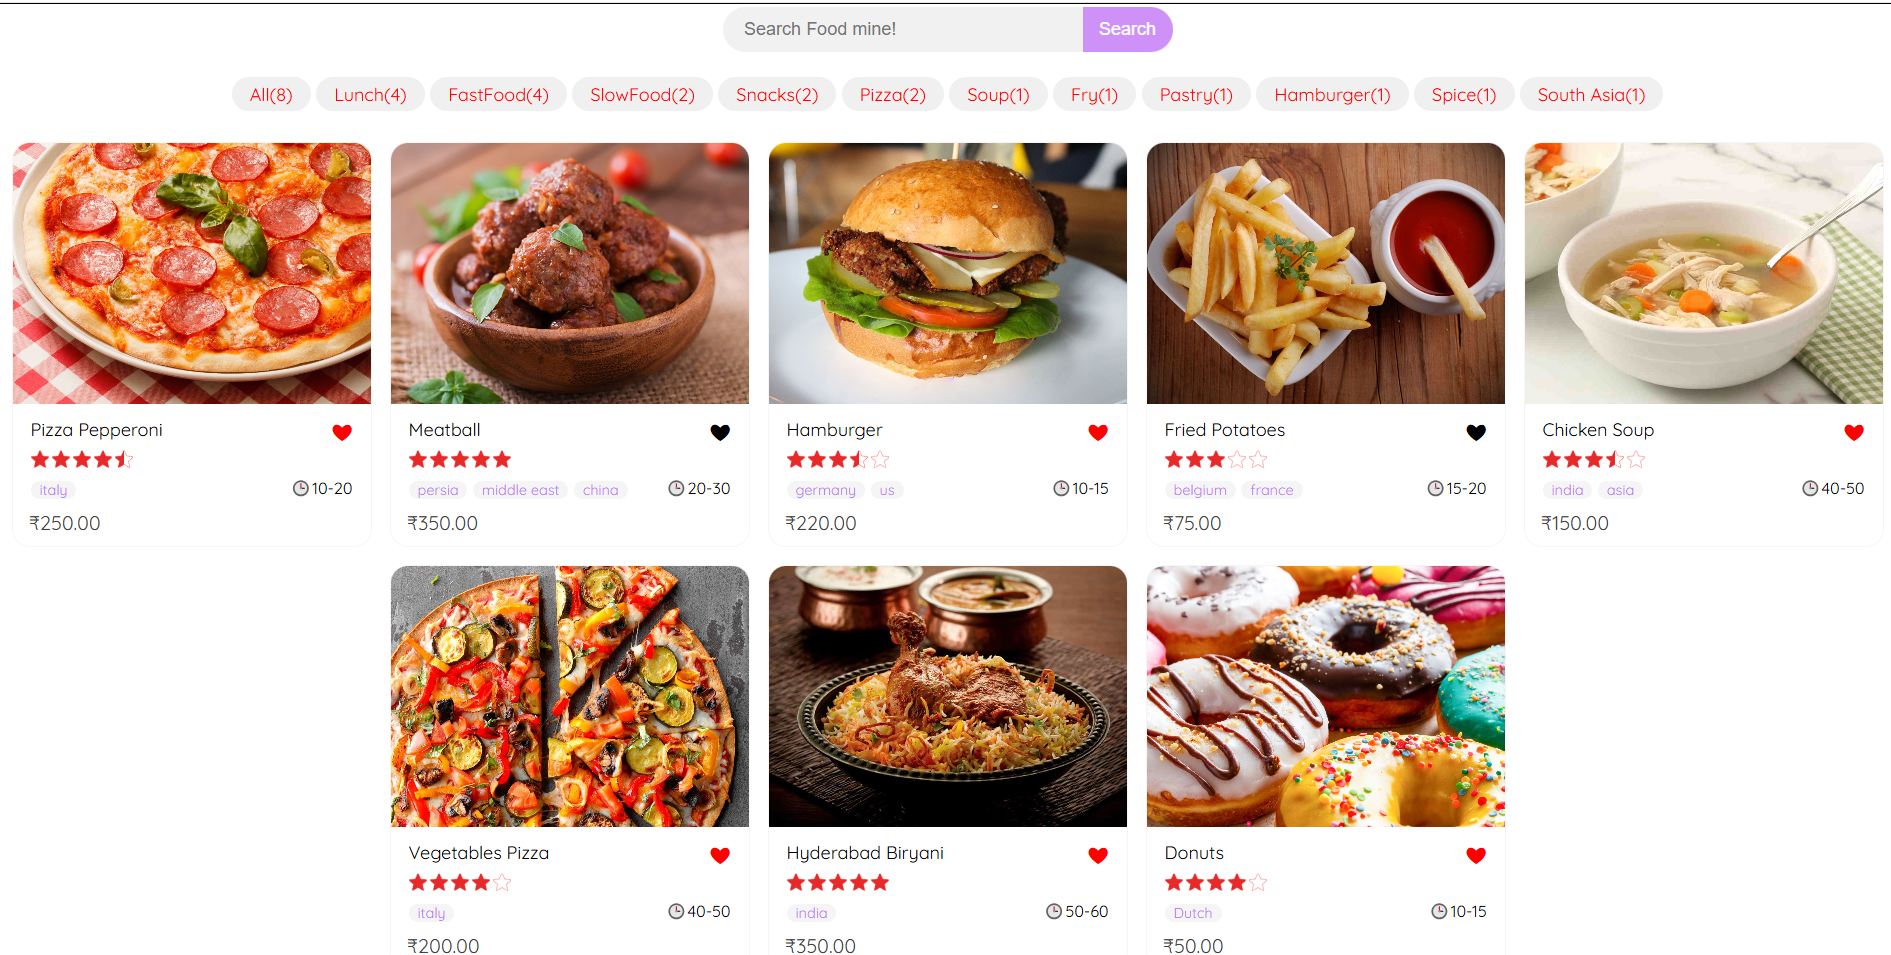 Search Food mine! Search
All(8) Lunch(4) FastFood(4) SlowFood(2) Snacks(2) Pizza(2) Soup(1) Fry(1) Pastry(1) Hamburger(1) Spice(1) South Asia(1)
Pizza Pepperoni
italy 10-20
₹250.00
Meatball
persia middle east china 20-30
₹350.00
Hamburger
germany us 10-15
₹220.00
Fried Potatoes
belgium france 15-20
₹75.00
Chicken Soup
india asia 40-50
₹150.00
Vegetables Pizza
italy 40-50
₹200.00
Hyderabad Biryani
india 50-60
₹350.00
Donuts
Dutch 10-15
₹50.00